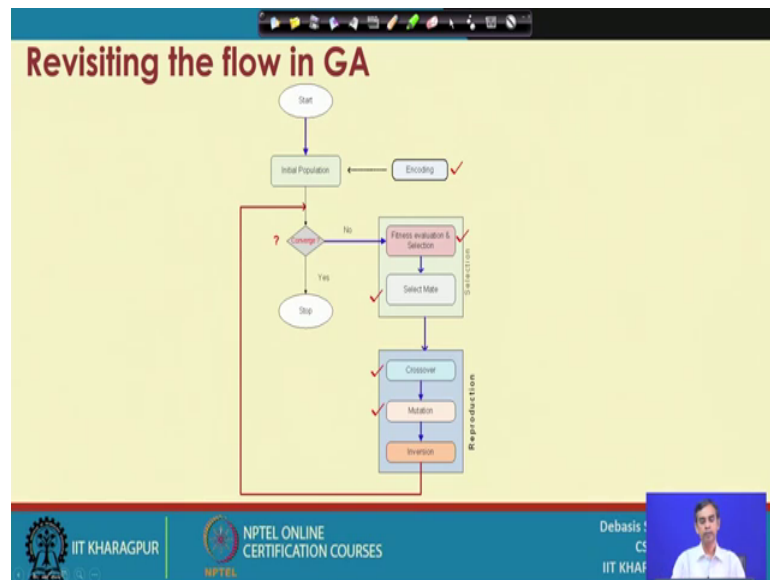 Revisiting the flow in GA
Start
Initial Population
Encoding
?
Converge ?
No
Yes
Stop
Fitness evaluation &
Selection
Select Mate
Selection
Crossover
Mutation
Inversion
Reproduction
IIT KHARAGPUR
NPTEL
NPTEL ONLINE
CERTIFICATION COURSES
Debasis S
CS
IIT KHAR